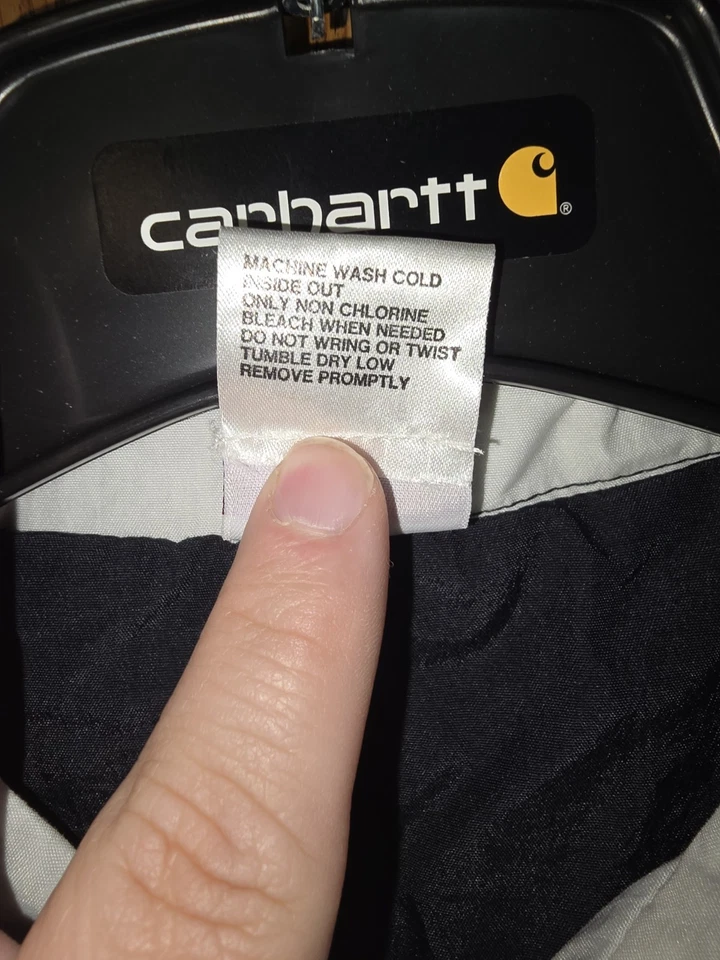 carhartt ®
MACHINE WASH COLD
INSIDE OUT
ONLY NON CHLORINE
BLEACH WHEN NEEDED
DO NOT WRING OR TWIST
TUMBLE DRY LOW
REMOVE PROMPTLY